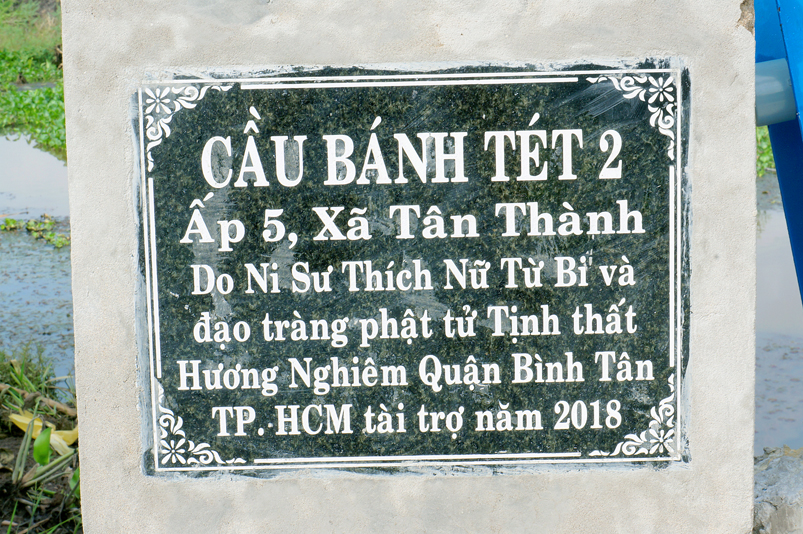 CẦU BÁNH TÉT 2
Ấp 5, Xã Tân Thành
Do Ni Sư Thích Nữ Từ Bi và
đạo tràng phật tử Tịnh thất
Hương Nghiêm Quận Bình Tân
TP. HCM tài trợ năm 2018